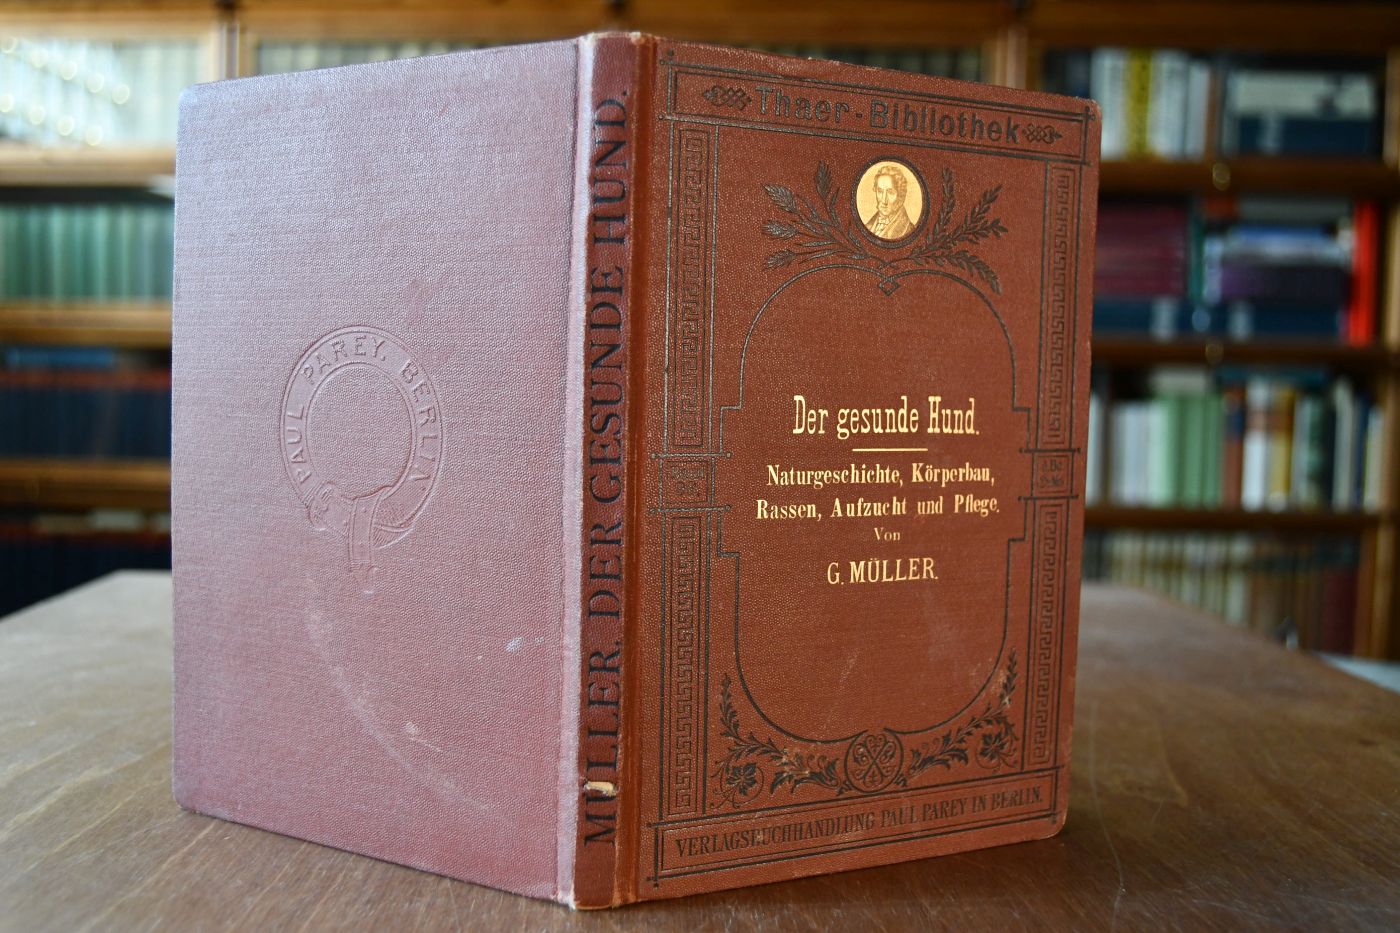 PAUL PAREY. BERLIN
MÜLLER, DER GESUNDE HUND.
Thaer-Bibliothek
Der gesunde Hund.
Naturgeschichte, Körperbau,
Rassen, Aufzucht und Pflege.
Von
G. MÜLLER.
VERLAGSBUCHHANDLUNG PAUL PAREY IN BERLIN.